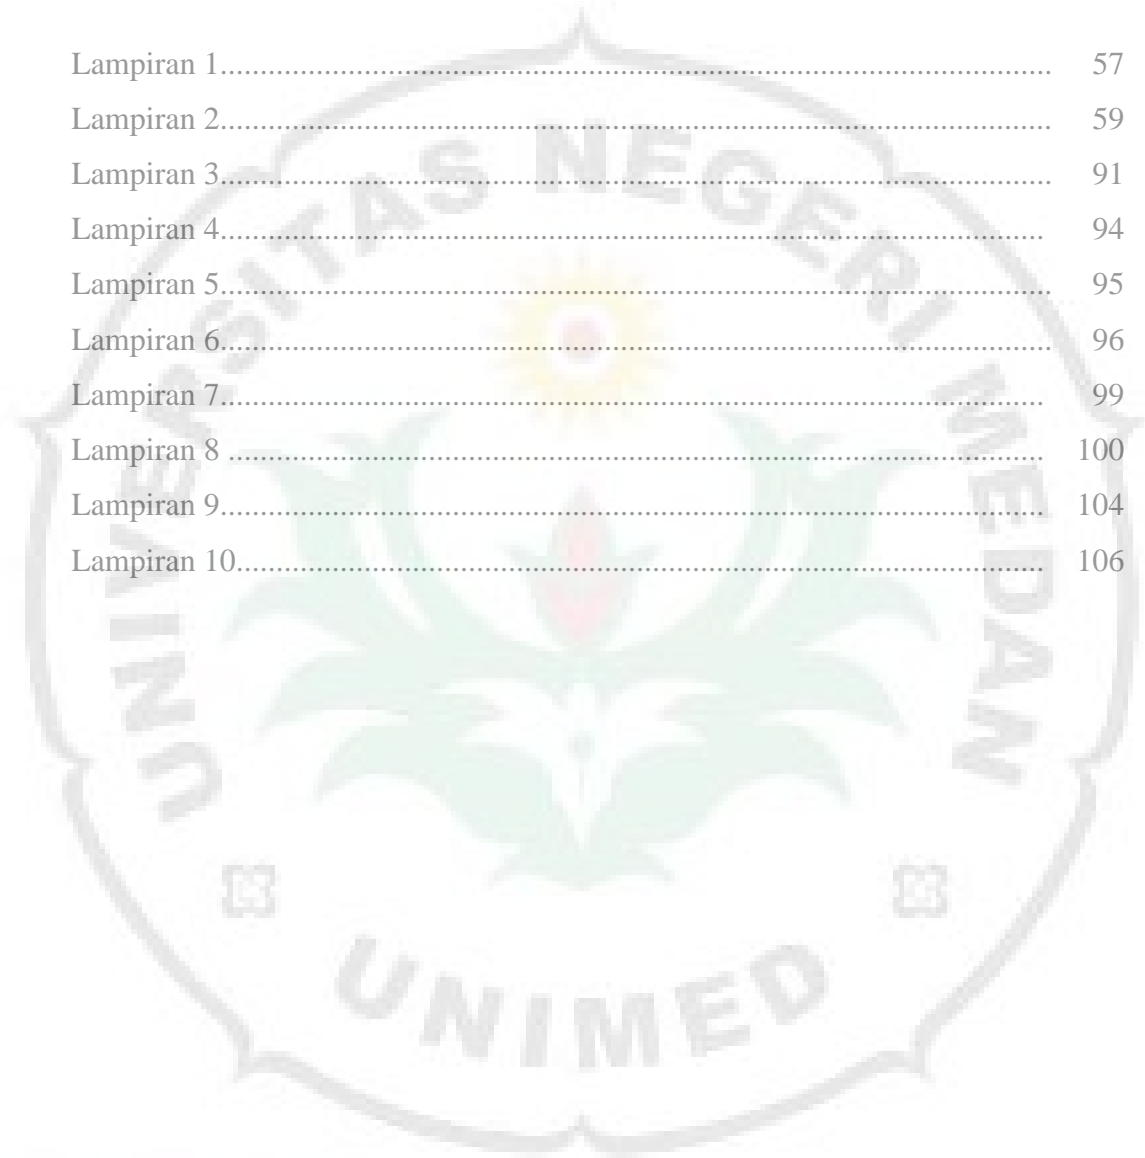 Lampiran 1.......................................................................................................... 57
Lampiran 2.......................................................................................................... 59
Lampiran 3.......................................................................................................... 91
Lampiran 4......................................................................................................... 94
Lampiran 5.......................................................................................................... 95
Lampiran 6.......................................................................................................... 96
Lampiran 7......................................................................................................... 99
Lampiran 8 ........................................................................................................ 100
Lampiran 9......................................................................................................... 104
Lampiran 10....................................................................................................... 106
UNIVERSITAS NEGERI MEDAN
UNIMED